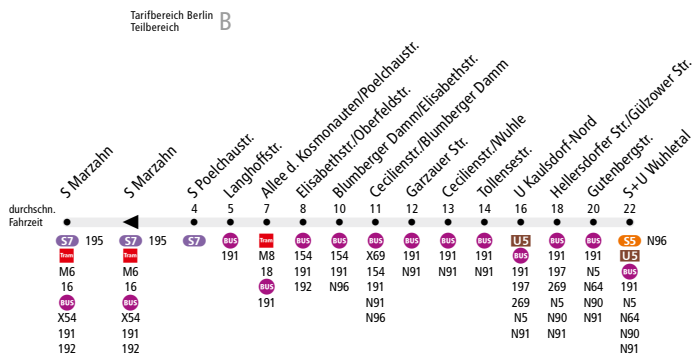 Tarifbereich Berlin B
Teilbereich
S Marzahn
S Marzahn
S Poelchaustr.
Langhoffstr.
Allee d. Kosmonauten/Poelchaustr.
Elisabethstr./Oberfeldstr.
Blumberger Damm/Elisabethstr.
Cecilienstr./Blumberger Damm
Garzauer Str.
Cecilienstr./Wuhle
Tollensestr.
U Kaulsdorf-Nord
Hellersdorfer Str./Gülzower Str.
Gutenbergstr.
S+U Wuhletal
durchschn. 4 5 7 8 10 11 12 13 14 16 18 20 22
Fahrzeit
S7 195 S7 195 S7 BUS Tram BUS BUS BUS BUS BUS BUS U5 BUS BUS S5 N96
Tram Tram 191 M8 154 154 X69 191 191 191 BUS 191 191 U5
M6 M6 18 191 191 154 N91 N91 N91 191 197 N5 BUS
16 16 BUS 192 N96 191 197 269 N64 191
BUS BUS 191 N91 269 N5 N90 N5
X54 X54 N96 N5 N90 N91 N64
191 191 N91 N91 N90
192 192 N91